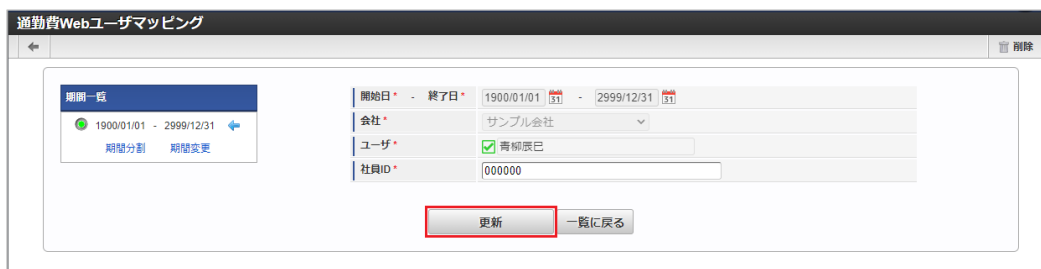 通勤費Webユーザマッピング
削除
期間一覧
1900/01/01 - 2999/12/31
期間分割 期間変更
開始日* - 終了日* 1900/01/01 31 - 2999/12/31 31
会社* サンプル会社
ユーザ* 青柳辰巳
社員ID* 000000
更新 一覧に戻る